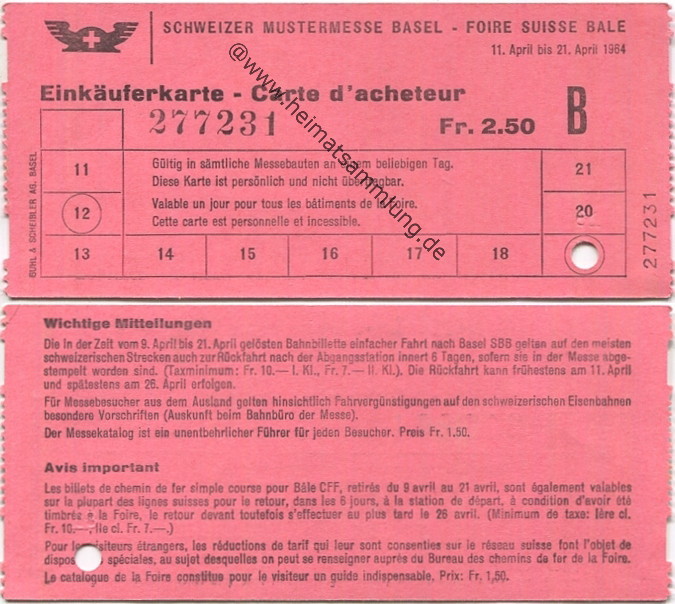 SCHWEIZER MUSTERMESSE BASEL - FOIRE SUISSE BALE
11. April bis 21. April 1964
Einkäuferkarte - Carte d'acheteur
277231 Fr. 2.50 B
GUHL & SCHEIBLER AG. BASEL
11 Gültig in sämtliche Messebauten an einem beliebigen Tag. 21
Diese Karte ist persönlich und nicht übertragbar.
12 Valable un jour pour tous les bâtiments de la foire. 20
Cette carte est personnelle et incessible.
13 14 15 16 17 18
277231
@www.heimatsammlung.de
Wichtige Mitteilungen
Die in der Zeit vom 9. April bis 21. April gelösten Bahnbillette einfacher Fahrt nach Basel SBB gelten auf den meisten
schweizerischen Strecken auch zur Rückfahrt nach der Abgangsstation innert 6 Tagen, sofern sie in der Messe abge-
stempelt worden sind. (Taxminimum: Fr. 10.— I. Kl., Fr. 7.— II. Kl.). Die Rückfahrt kann frühestens am 11. April
und spätestens am 26. April erfolgen.
Für Messebesucher aus dem Ausland gelten hinsichtlich Fahrvergünstigungen auf den schweizerischen Eisenbahnen
besondere Vorschriften (Auskunft beim Bahnbüro der Messe).
Der Messekatalog ist ein unentbehrlicher Führer für jeden Besucher. Preis Fr. 1.50.
Avis important
Les billets de chemin de fer simple course pour Bâle CFF, retirés du 9 avril au 21 avril, sont également valables
sur la plupart des lignes suisses pour le retour, dans les 6 jours, à la station de départ, à condition d'avoir été
timbrés à la Foire, le retour devant toutefois s'effectuer au plus tard le 26 avril. (Minimum de taxe: Ière cl.
Fr. 10.—, IIe cl. Fr. 7.—.)
Pour les visiteurs étrangers, les réductions de tarif qui leur sont consenties sur le réseau suisse font l'objet de
dispos spéciales, au sujet desquelles on peut se renseigner auprès du Bureau des chemins de fer de la Foire.
Le catalogue de la Foire constitue pour le visiteur un guide indispensable. Prix: Fr. 1,50.